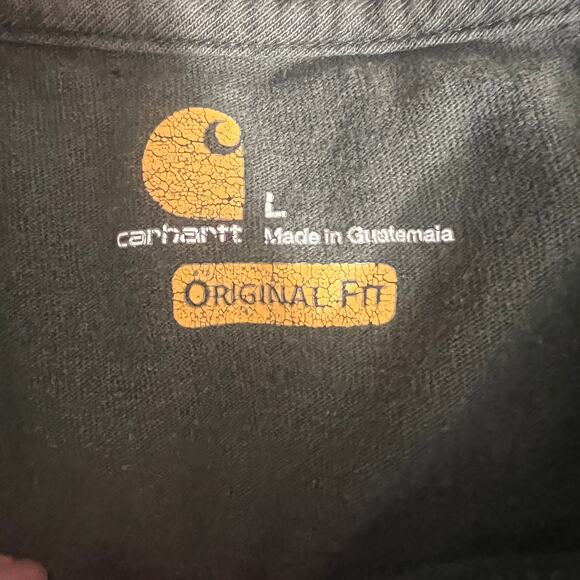 L
carhartt Made in Guatemala
ORIGINAL FIT